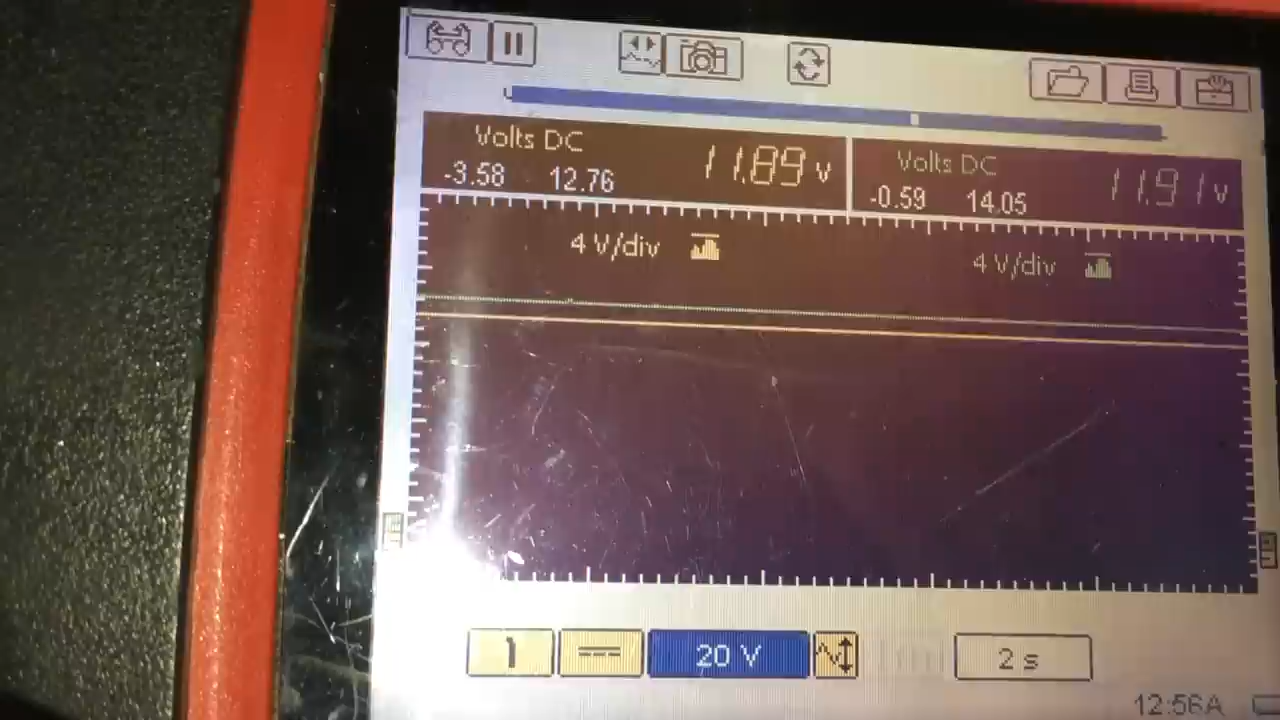 Volts DC
-3.58 12.76 11.89 v
Volts DC
-0.59 14.05 11.91 v
4 V/div
4 V/div
1
20 V
2 s
12:56A